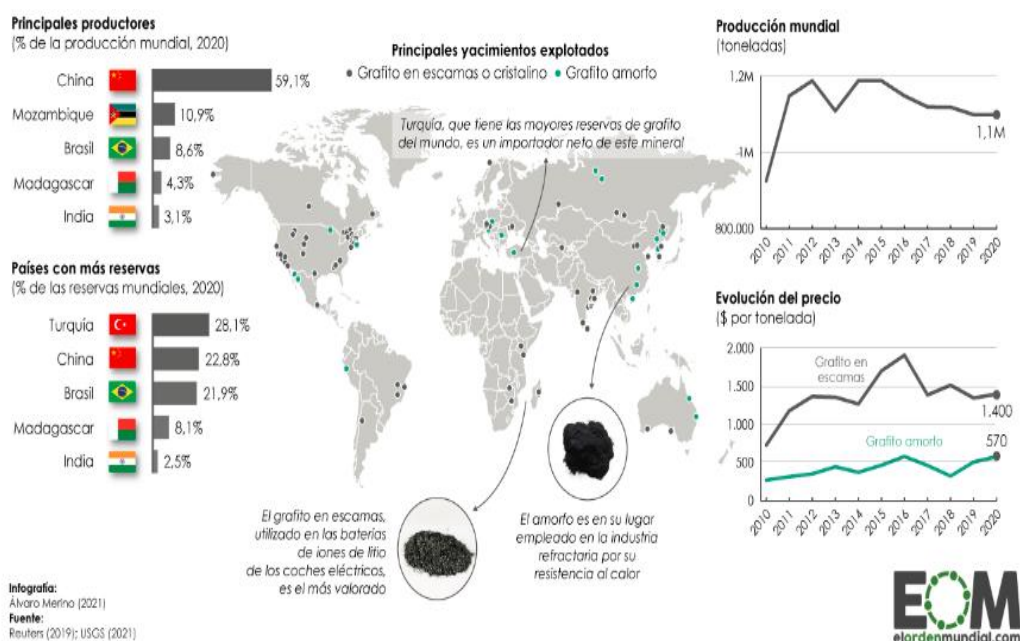 Principales productores
(% de la producción mundial, 2020)
China
59,1%
Mozambique
10,9%
Brasil
8,6%
Madagascar
4,3%
India
3,1%
Países con más reservas
(% de las reservas mundiales, 2020)
Turquía
28,1%
China
22,8%
Brasil
21,9%
Madagascar
8,1%
India
2,5%
Principales yacimientos explotados
Grafito en escamas o cristalino
Grafito amorfo
Turquía, que tiene las mayores reservas de grafito
del mundo, es un importador neto de este mineral
El grafito en escamas,
utilizado en las baterías
de iones de litio
de los coches eléctricos,
es el más valorado
El amorfo es en su lugar
empleado en la industria
refractaria por su
resistencia al calor
Producción mundial
(toneladas)
1,2M
1M
800.000
1,1M
2010
2011
2012
2013
2014
2015
2016
2017
2018
2019
2020
Evolución del precio
($ por tonelada)
2.000
1.500
1.000
500
0
Grafito en
escamas
1.400
Grafito amorfo
570
2010
2011
2012
2013
2014
2015
2016
2017
2018
2019
2020
Infografía:
Álvaro Merino (2021)
Fuente:
Reuters (2019); USGS (2021)
EOM
elordenmundial.com